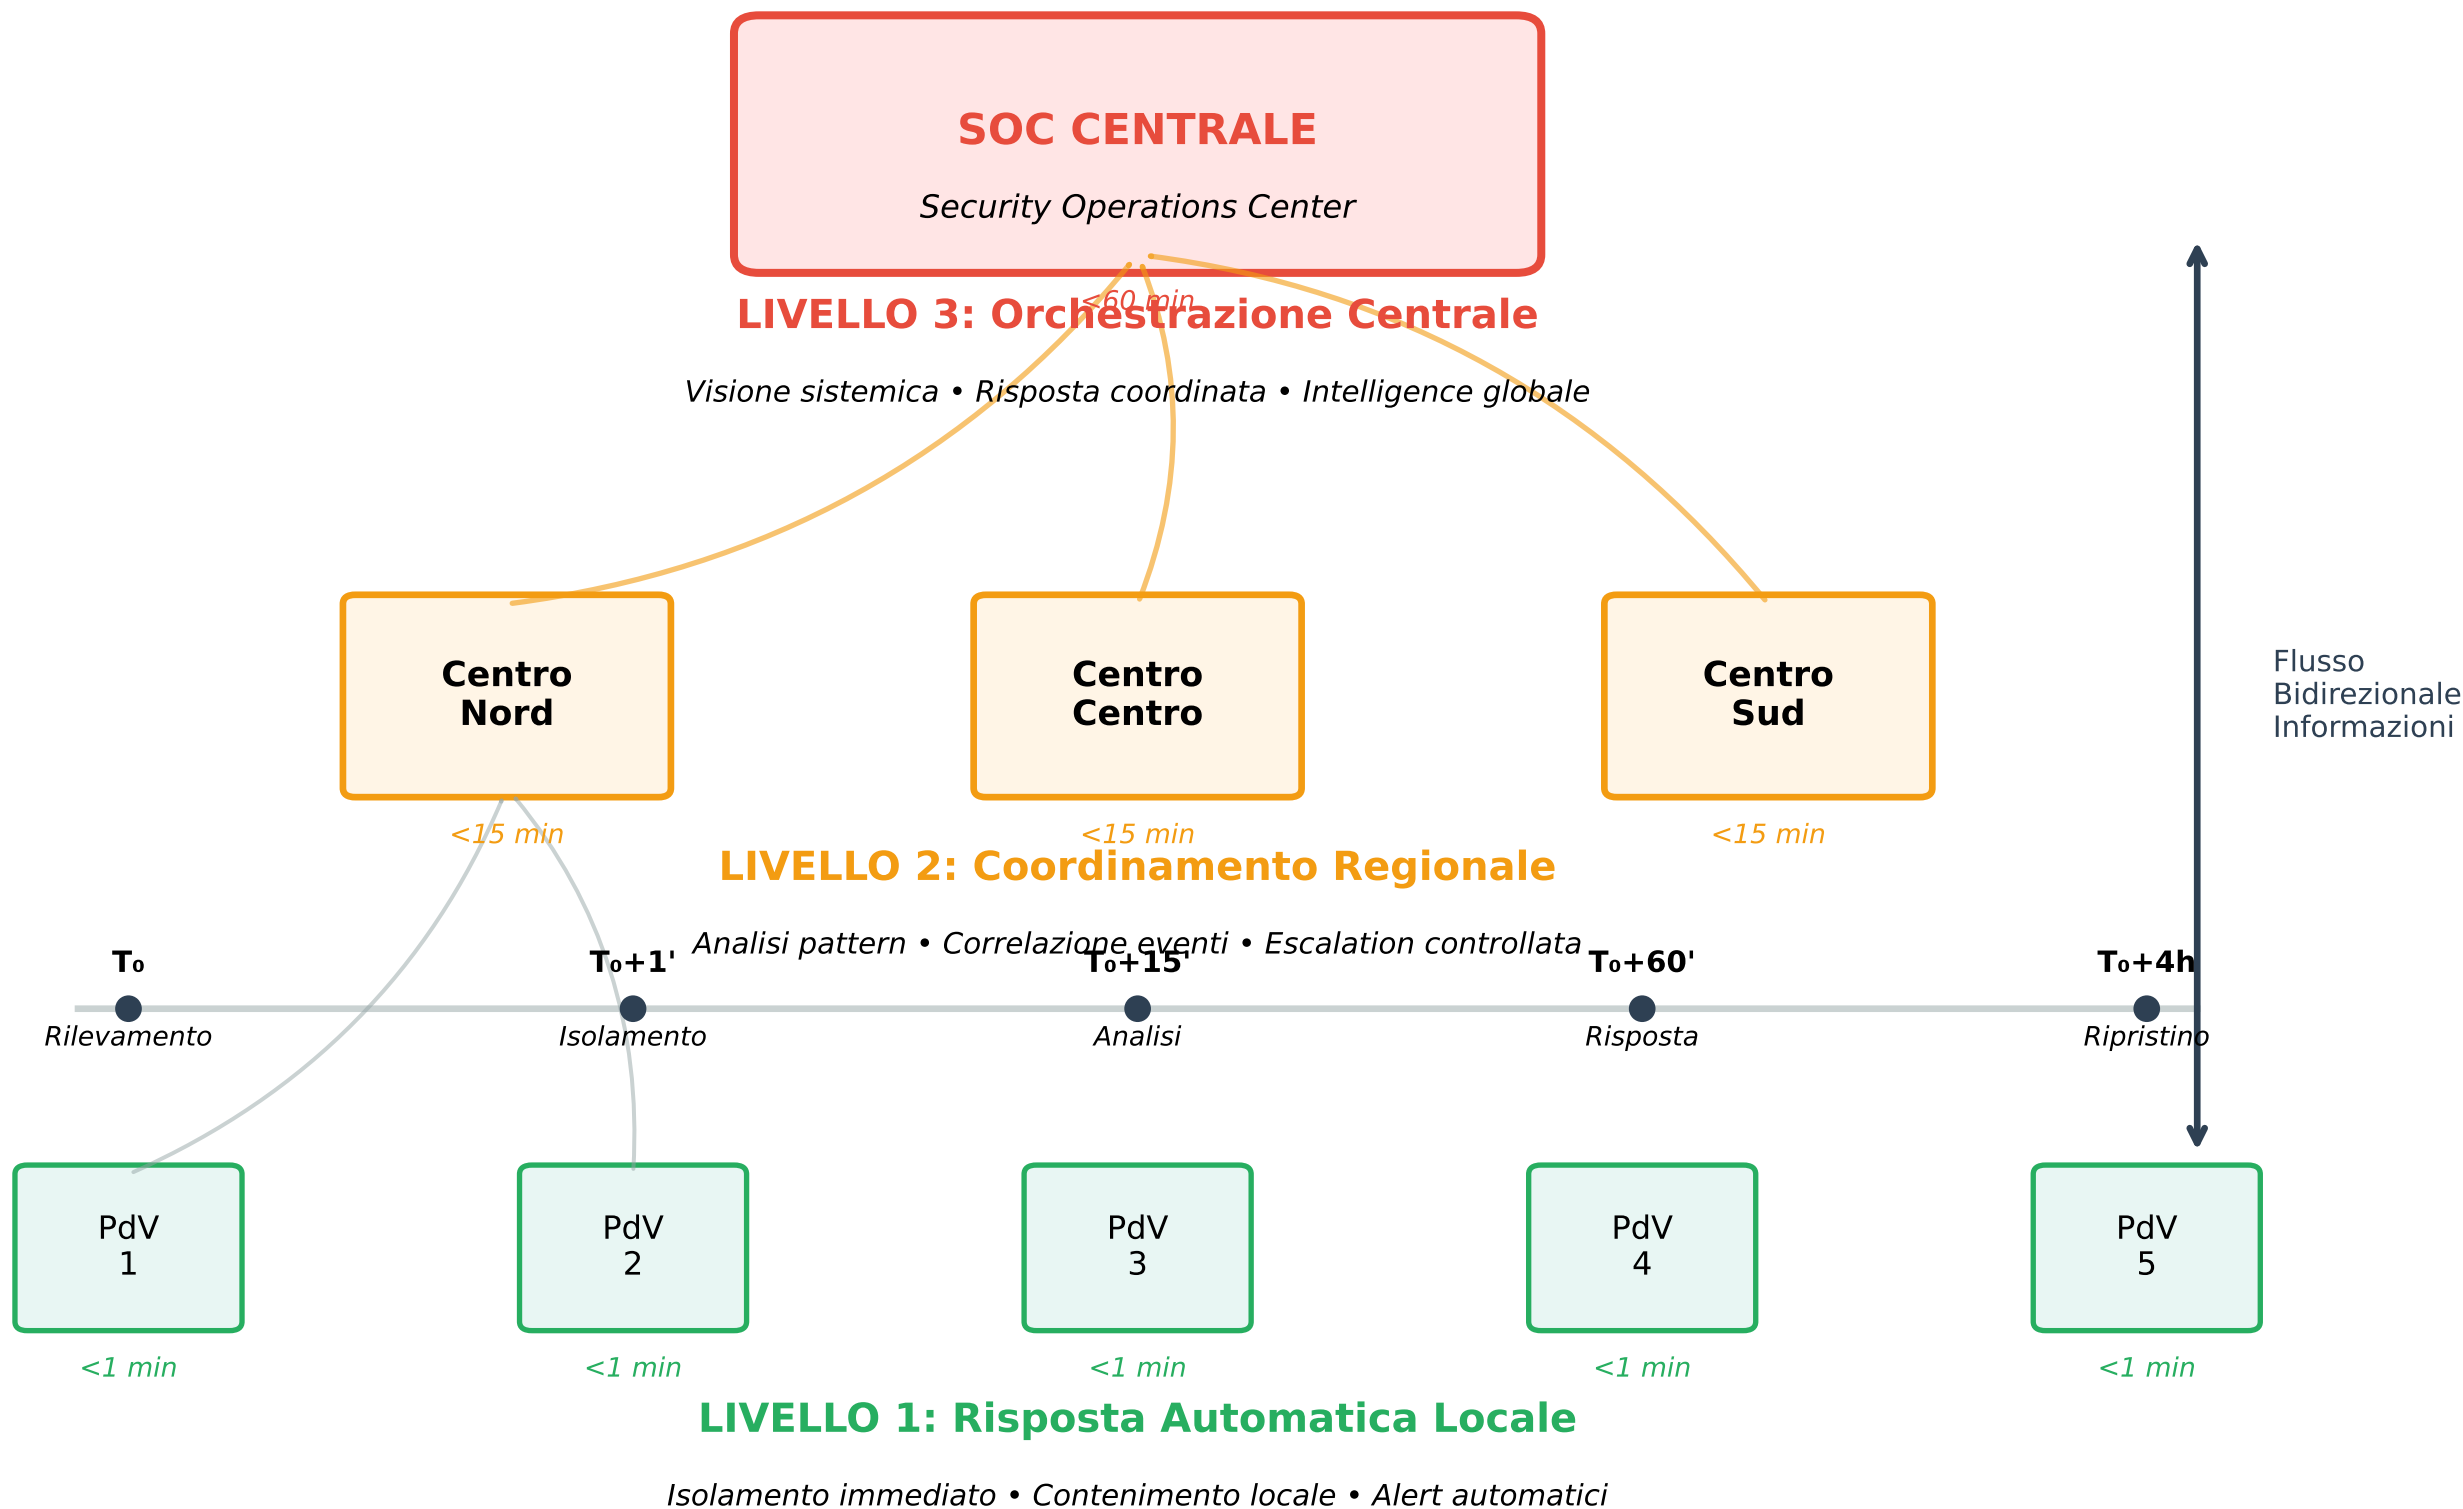 SOC CENTRALE
Security Operations Center
<60 min
LIVELLO 3: Orchestrazione Centrale
Visione sistemica • Risposta coordinata • Intelligence globale
Centro
Nord
Centro
Centro
Centro
Sud
Flusso
Bidirezionale
Informazioni
<15 min
<15 min
<15 min
LIVELLO 2: Coordinamento Regionale
Analisi pattern • Correlazione eventi • Escalation controllata
T₀
T₀+1'
T₀+15'
T₀+60'
T₀+4h
Rilevamento
Isolamento
Analisi
Risposta
Ripristino
PdV
1
PdV
2
PdV
3
PdV
4
PdV
5
<1 min
<1 min
<1 min
<1 min
<1 min
LIVELLO 1: Risposta Automatica Locale
Isolamento immediato • Contenimento locale • Alert automatici